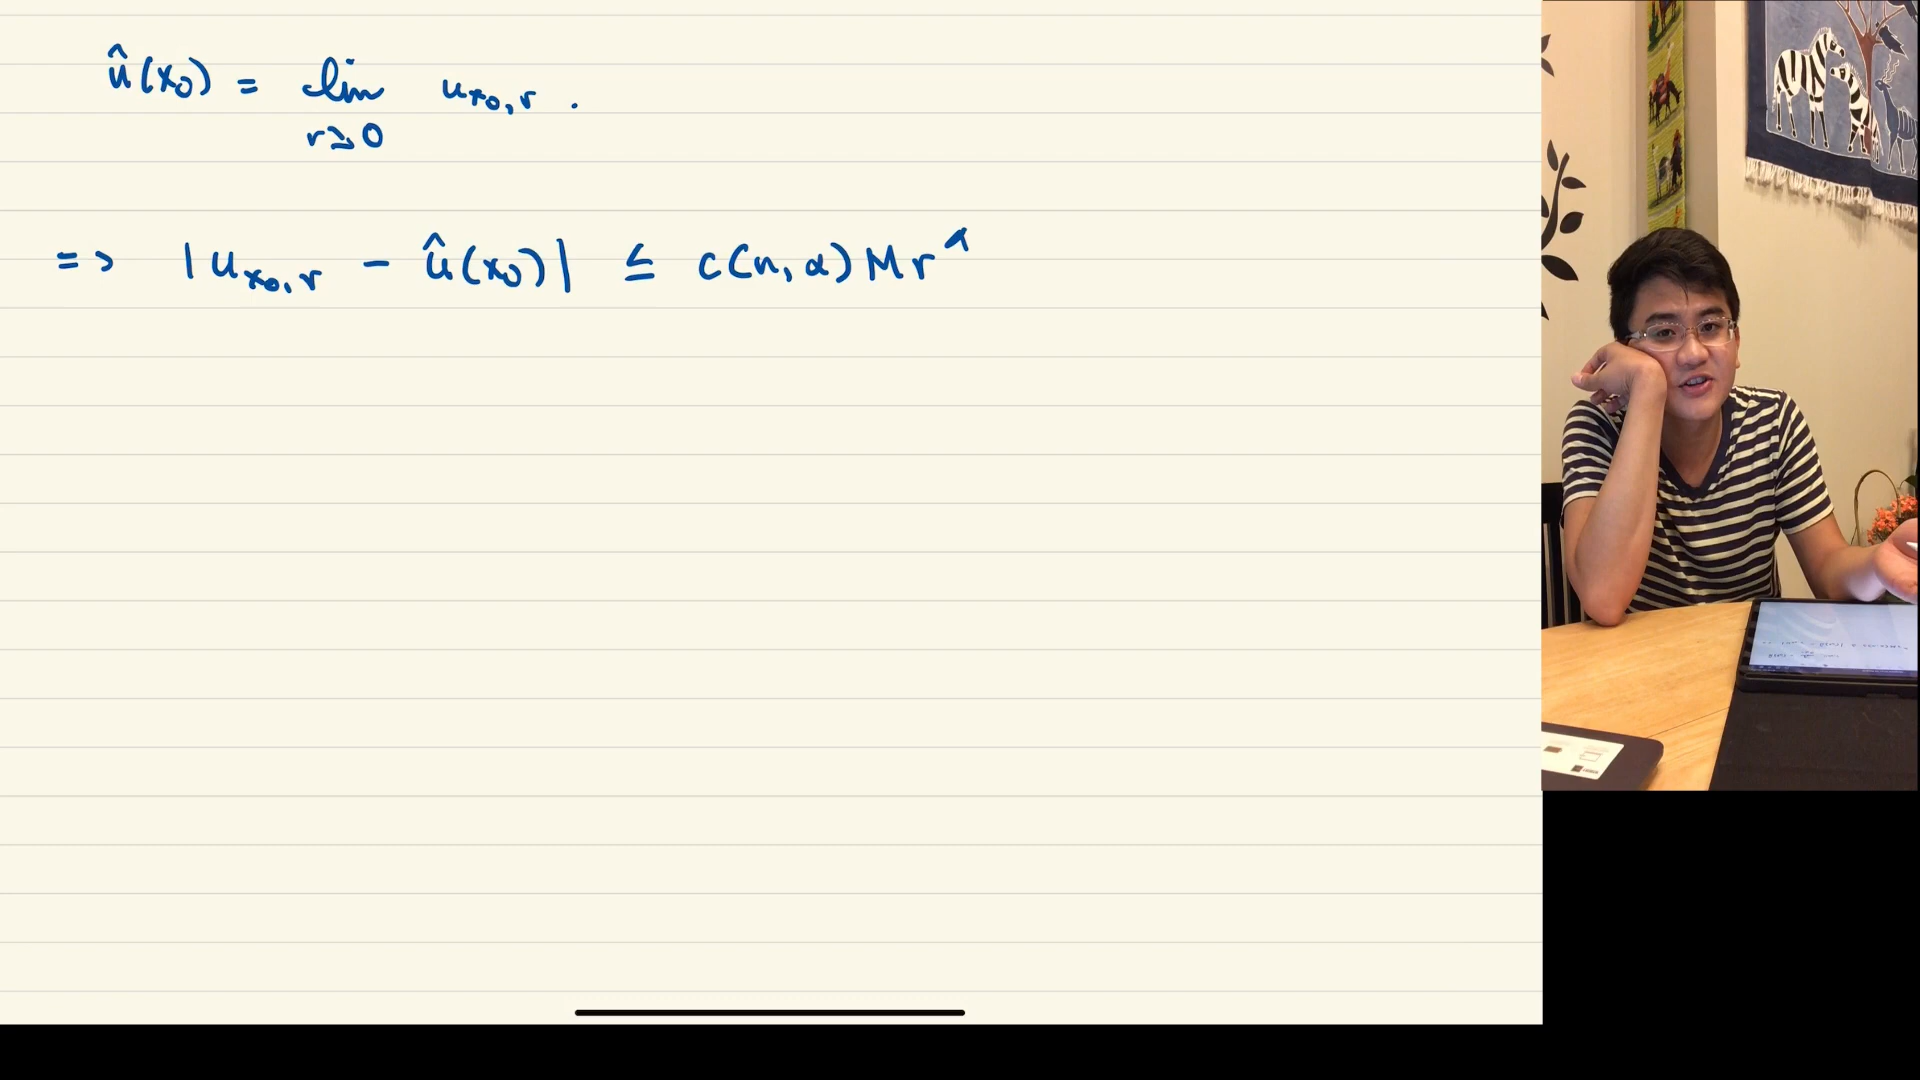 û(x₀) = lim u_{x₀,r} .
r↘0
=> |u_{x₀,r} - û(x₀)| ≤ c(n,α) M r^α